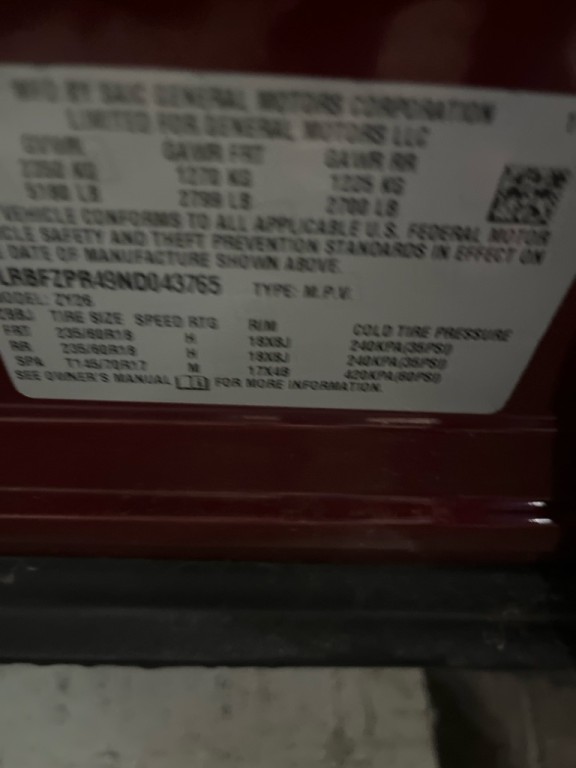 MFD BY SAIC GENERAL MOTORS CORPORATION
LIMITED FOR GENERAL MOTORS LLC
GVWR GAWR FRT GAWR RR
2350 KG 1270 KG 1225 KG
5180 LB 2799 LB 2700 LB
VEHICLE CONFORMS TO ALL APPLICABLE U.S. FEDERAL MOTOR
ICLE SAFETY AND THEFT PREVENTION STANDARDS IN EFFECT ON
DATE OF MANUFACTURE SHOWN ABOVE.
LRBFZPR49ND043765 TYPE: M.P.V.
MODEL: ZY26
TIRE SIZE SPEED RTG RIM COLD TIRE PRESSURE
FRT 235/60R18 H 18X8J 240KPA(35PSI)
RR 235/60R18 H 18X8J 240KPA(35PSI)
SPA T145/70R17 M 17X4B 420KPA(60PSI)
SEE OWNER'S MANUAL FOR MORE INFORMATION.